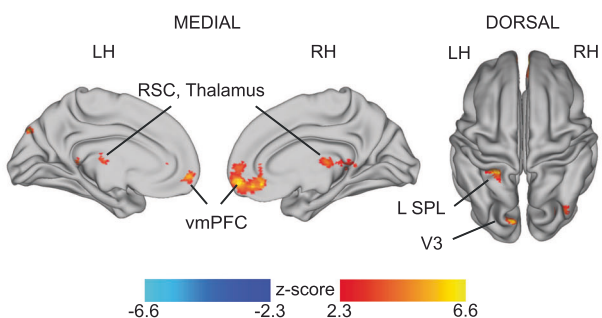 MEDIAL
DORSAL
LH
RH
LH
RH
RSC, Thalamus
vmPFC
L SPL
V3
z-score
-6.6
-2.3
2.3
6.6